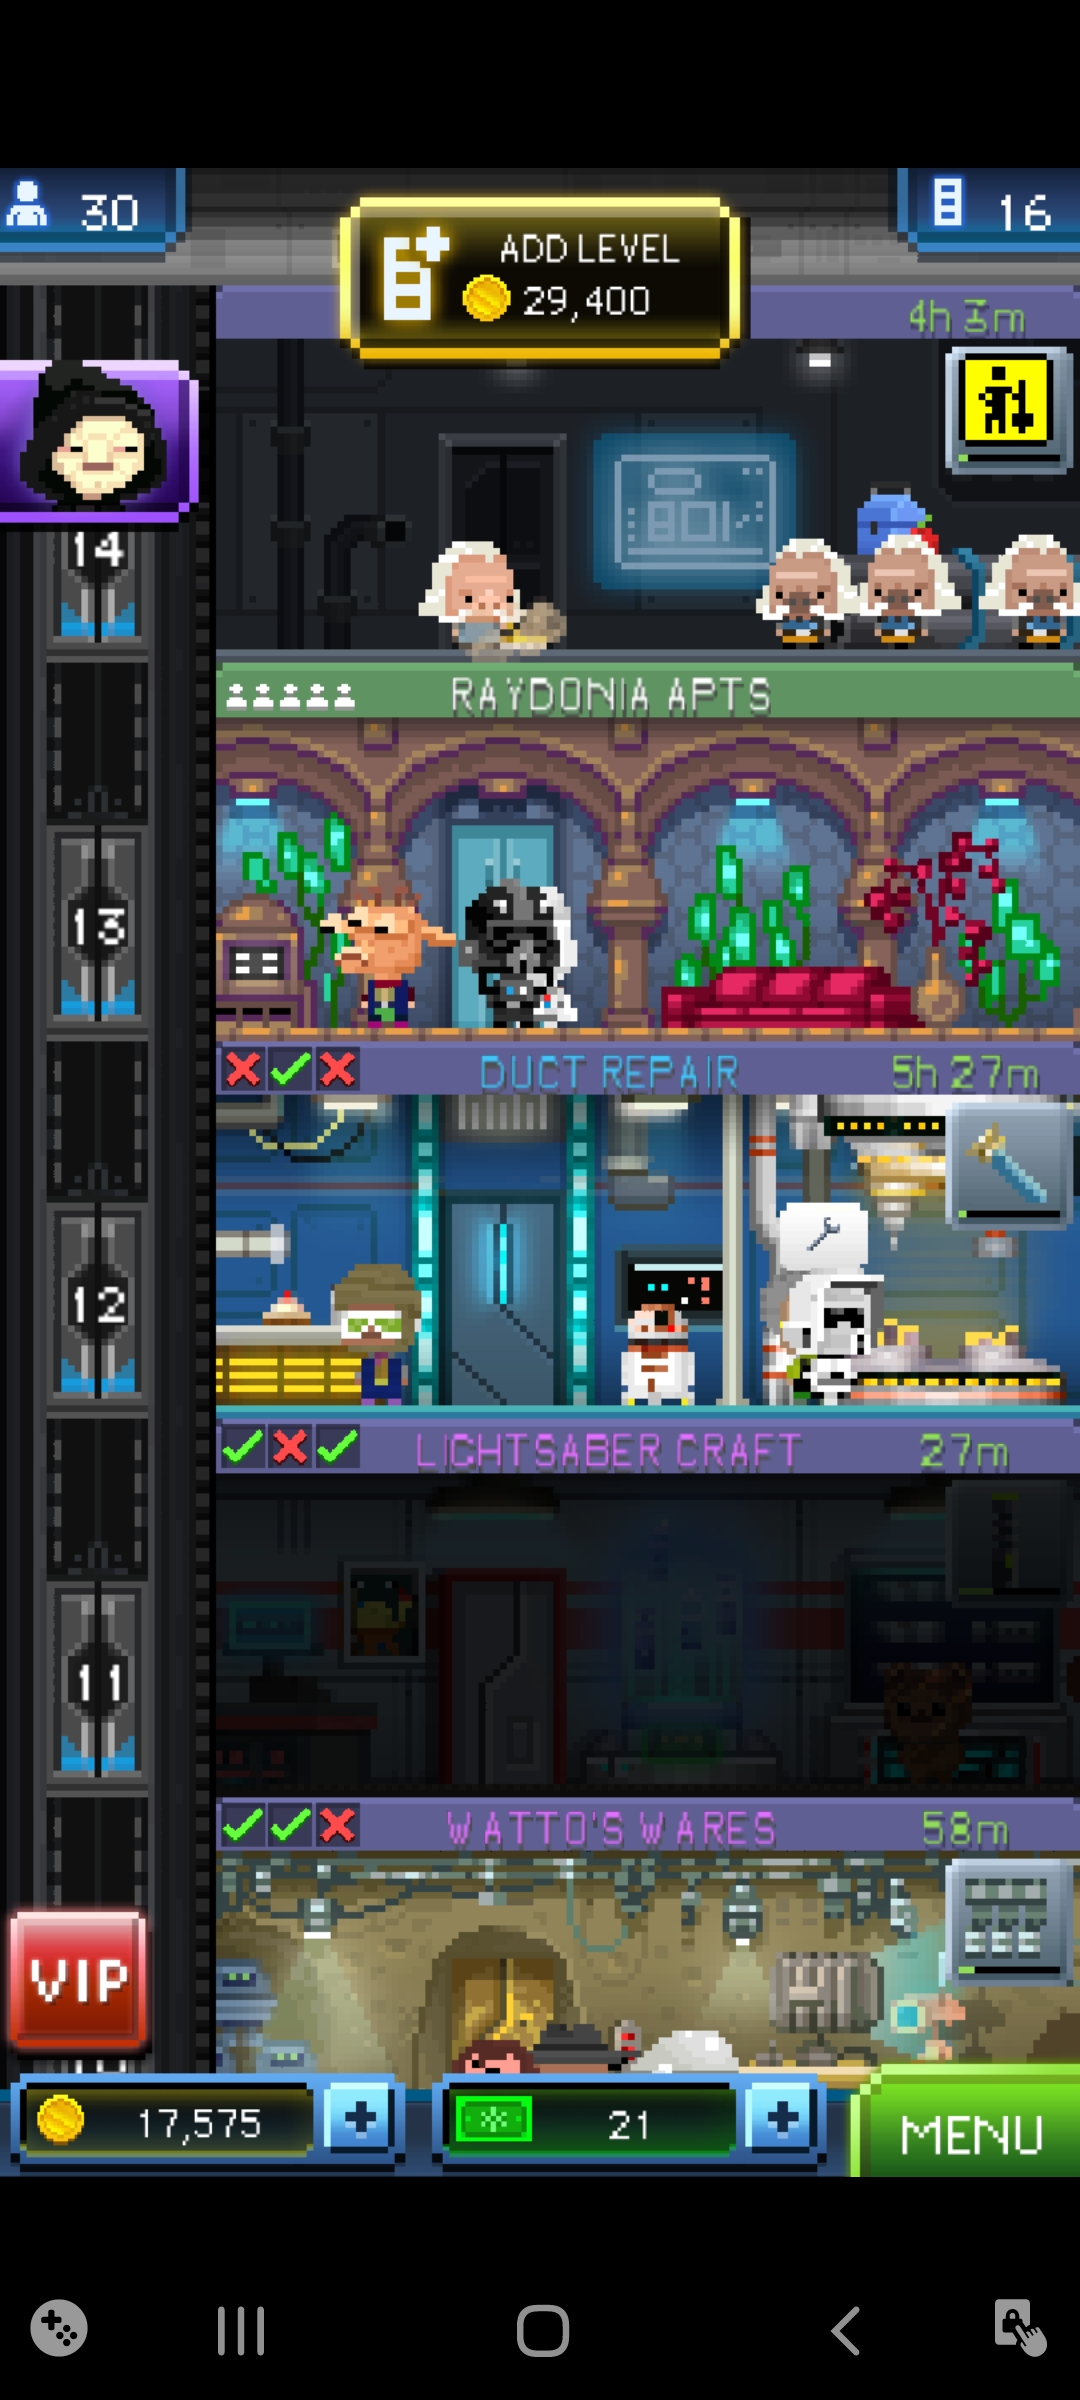 30
ADD LEVEL
29,400
16
4h 3m
14
RAYDONIA APTS
13
DUCT REPAIR
5h 27m
12
LIGHTSABER CRAFT
27m
11
WATTO'S WARES
58m
VIP
17,575
21
MENU